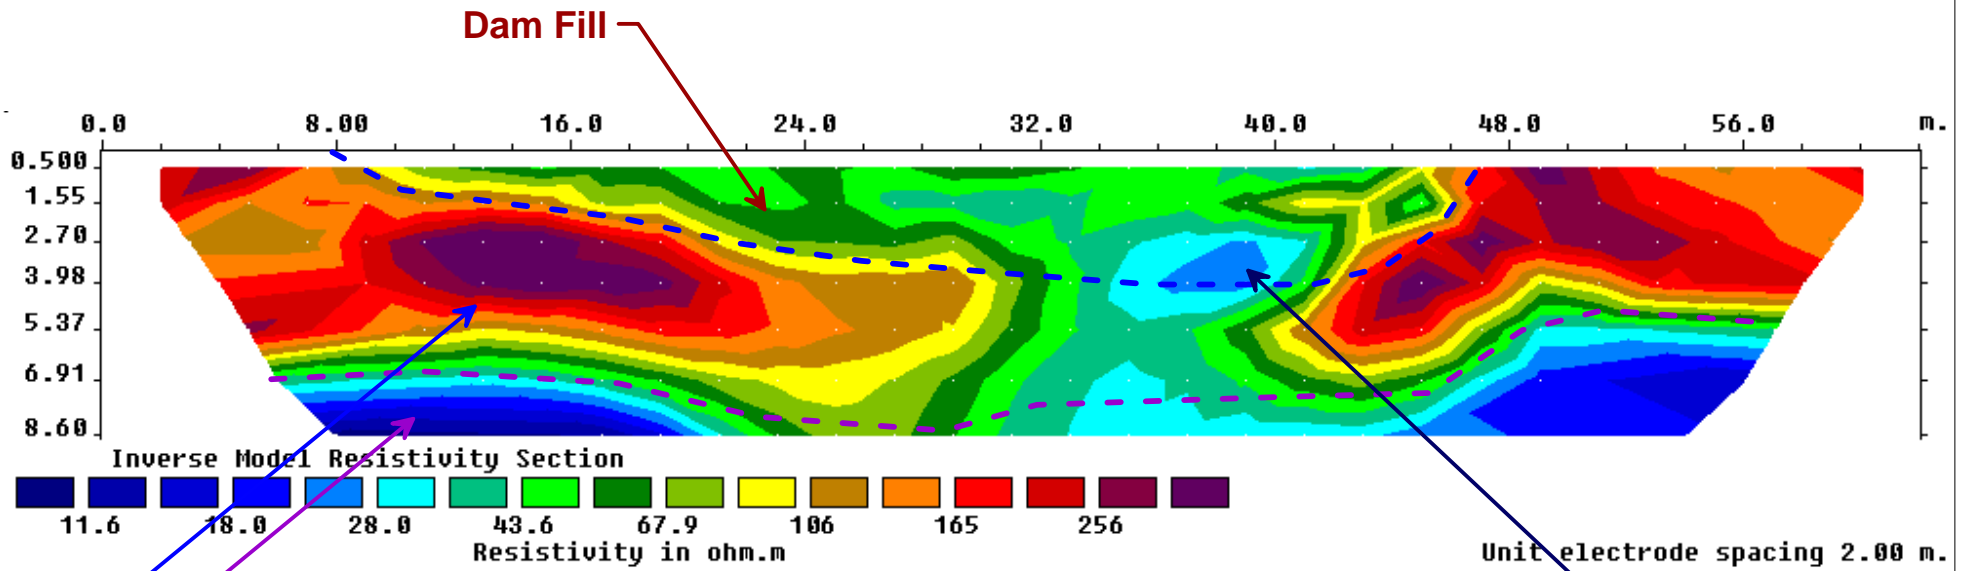 Dam Fill
0.0 8.00 16.0 24.0 32.0 40.0 48.0 56.0 m.
0.500
1.55
2.70
3.98
5.37
6.91
8.60
Inverse Model Resistivity Section
11.6 18.0 28.0 43.6 67.9 106 165 256
Resistivity in ohm.m
Unit electrode spacing 2.00 m.